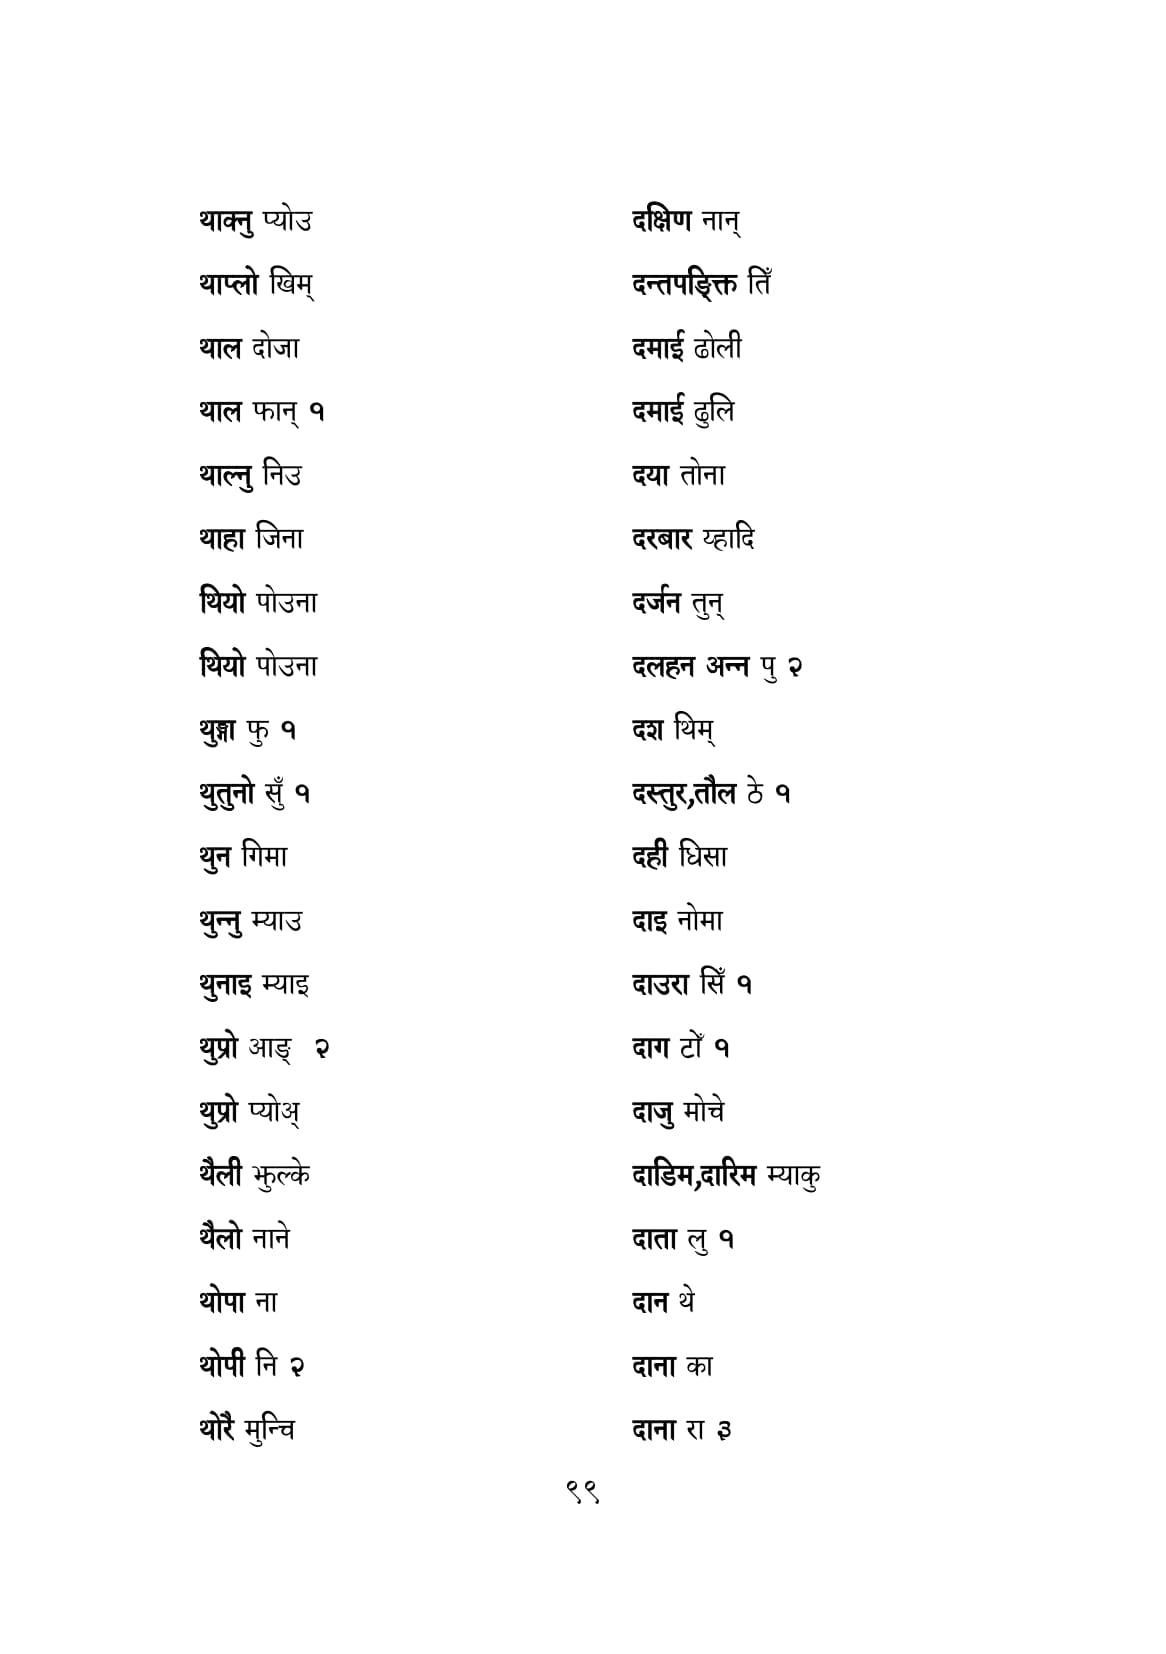 थाक्नु प्योउ
थाप्लो खिम्
थाल दोजा
थाल फान् १
थाल्नु निउ
थाहा जिना
थियो पोउना
थियो पोउना
थुङ्गा फु १
थुतुनो सुँ १
थुन गिमा
थुन्नु म्याउ
थुनाइ म्याइ
थुप्रो आङ् २
थुप्रो प्योअ्
थैली झुल्के
थैलो नाने
थोपा ना
थोपी नि २
थोरै मुन्चि
दक्षिण नान्
दन्तपङ्क्ति तिँ
दमाई ढोली
दमाई ढुलि
दया तोना
दरबार य्हादि
दर्जन तुन्
दलहन अन्न पु २
दश थिम्
दस्तुर,तौल ठे १
दही धिसा
दाइ नोमा
दाउरा सिँ १
दाग टोँ १
दाजु मोचे
दाडिम,दारिम म्याकु
दाता लु १
दान थे
दाना का
दाना रा ३
९९